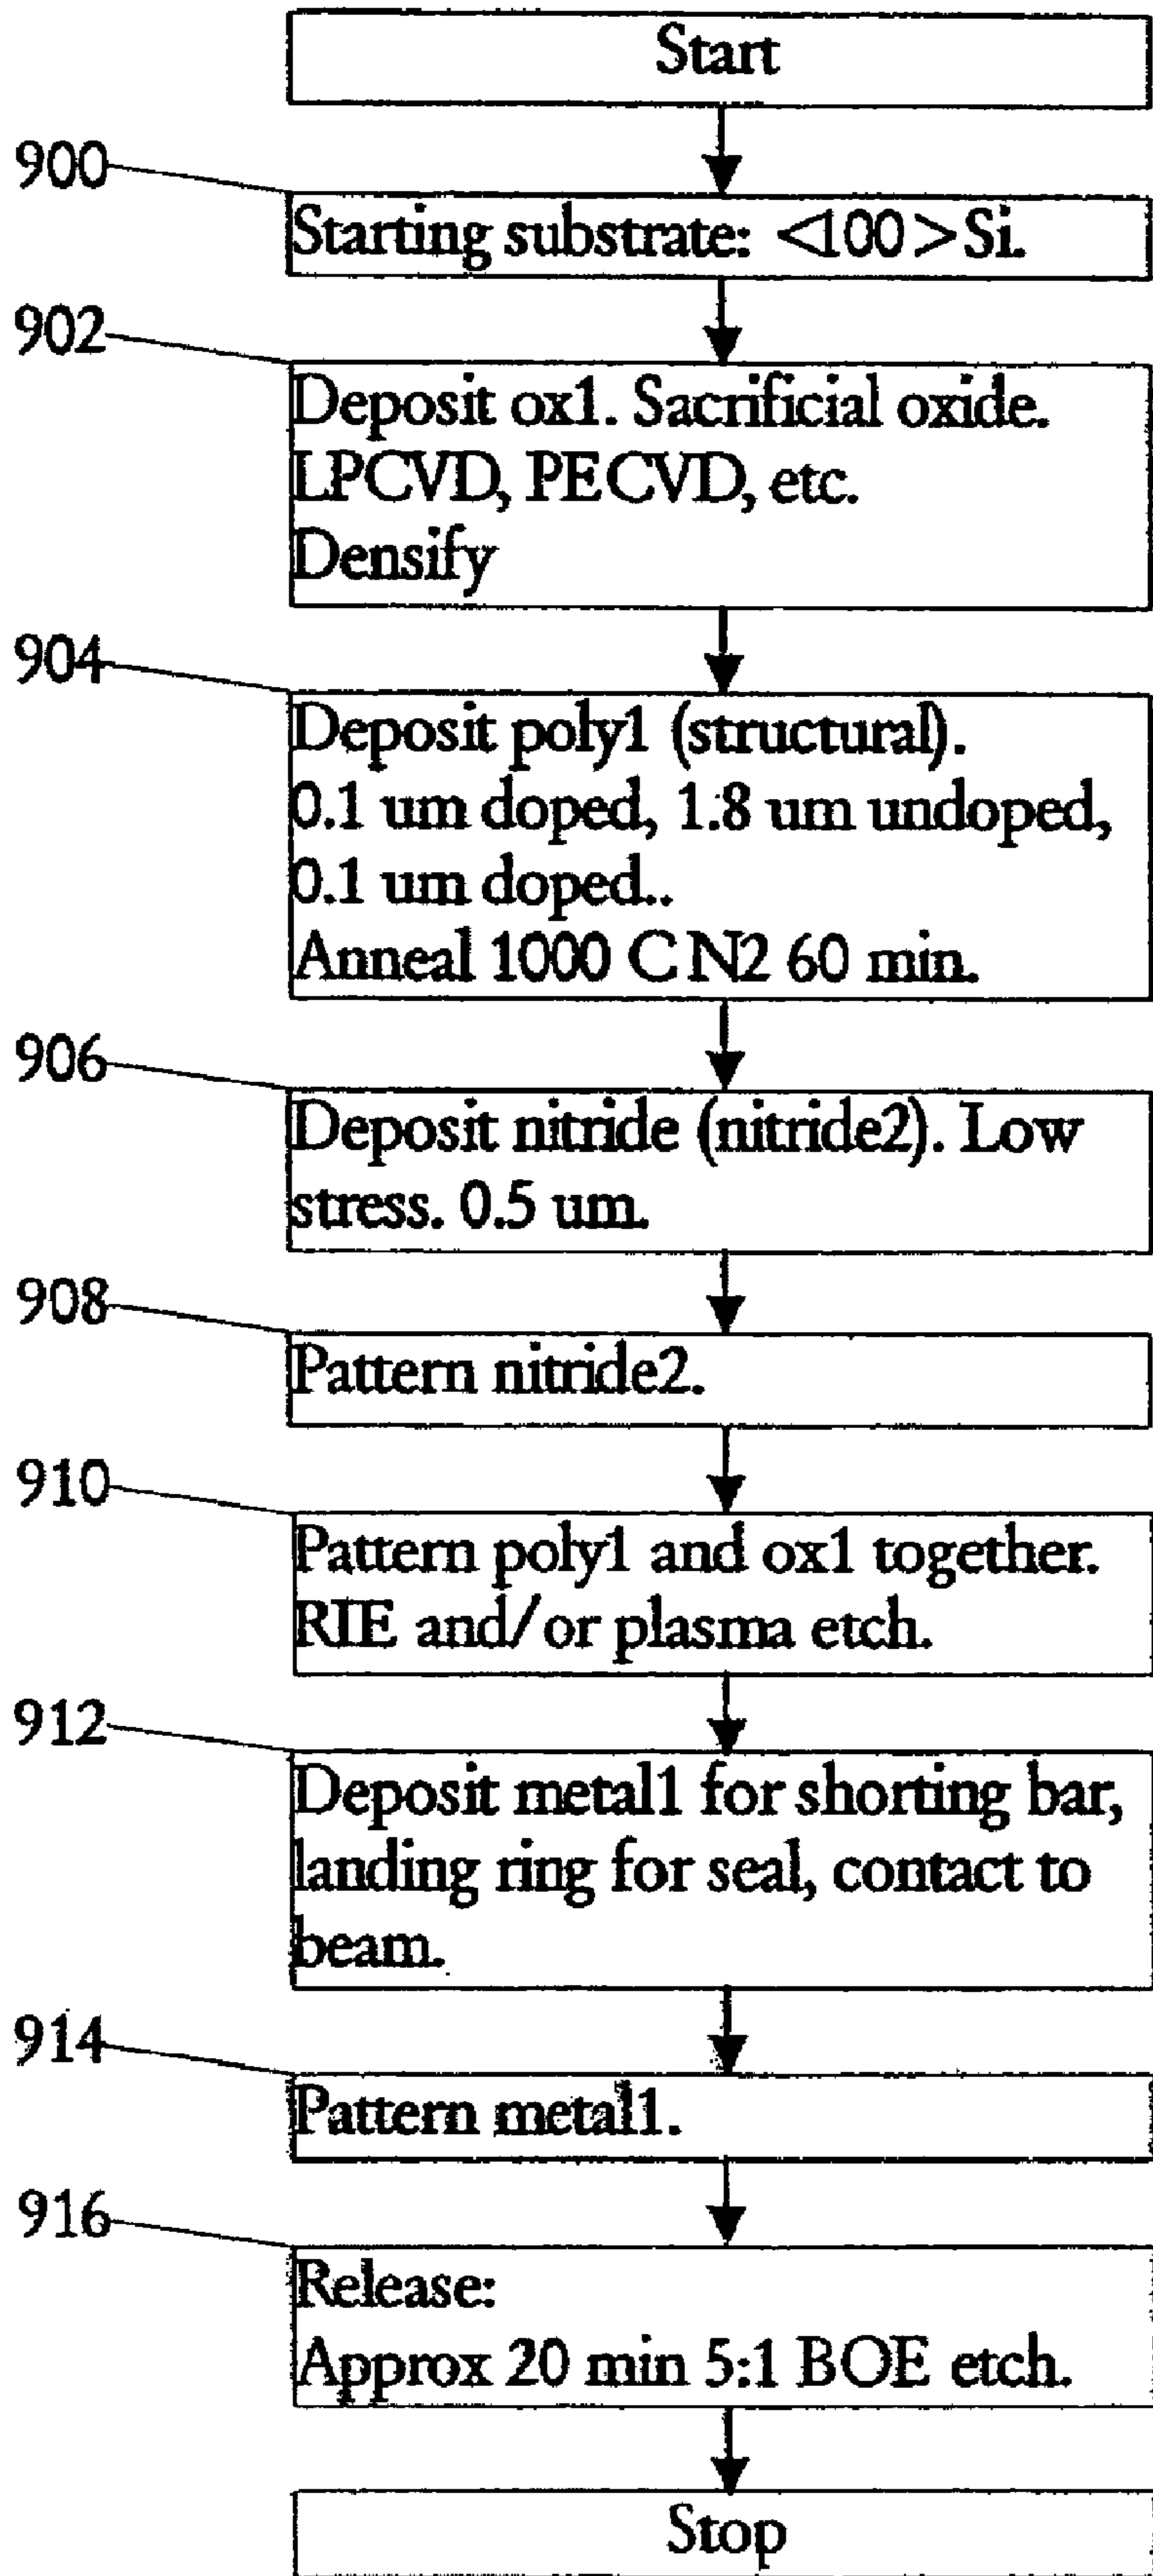 Start
900
Starting substrate: <100>Si.
902
Deposit ox1. Sacrificial oxide.
LPCVD, PECVD, etc.
Densify
904
Deposit poly1 (structural).
0.1 um doped, 1.8 um undoped,
0.1 um doped..
Anneal 1000 C N2 60 min.
906
Deposit nitride (nitride2). Low
stress. 0.5 um.
908
Pattern nitride2.
910
Pattern poly1 and ox1 together.
RIE and/or plasma etch.
912
Deposit metal1 for shorting bar,
landing ring for seal, contact to
beam.
914
Pattern metal1.
916
Release:
Approx 20 min 5:1 BOE etch.
Stop